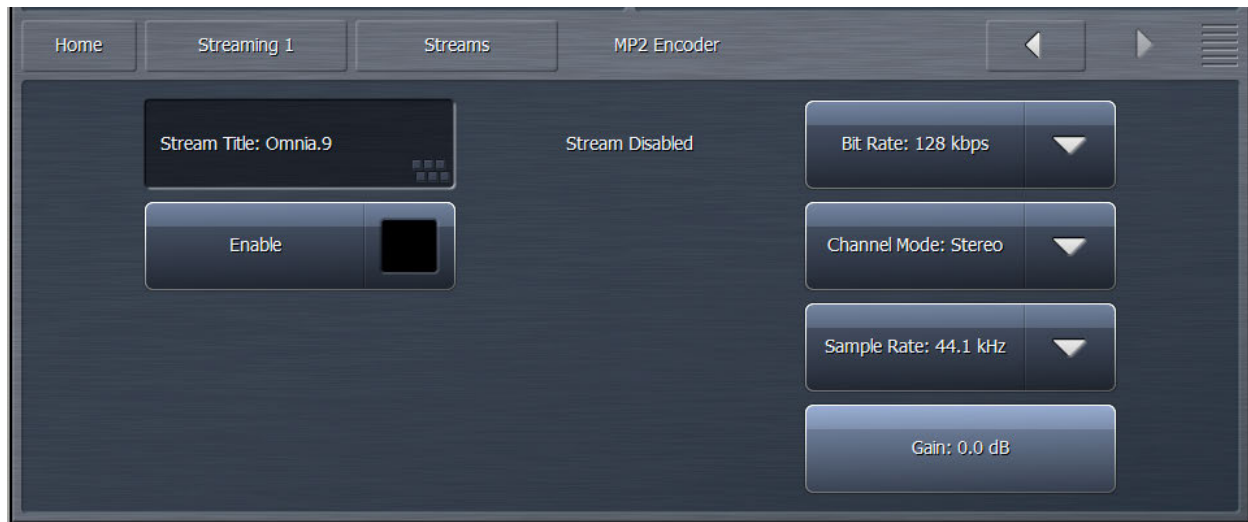 Home
Streaming 1
Streams
MP2 Encoder
Stream Title: Omnia.9
Stream Disabled
Bit Rate: 128 kbps
Enable
Channel Mode: Stereo
Sample Rate: 44.1 kHz
Gain: 0.0 dB